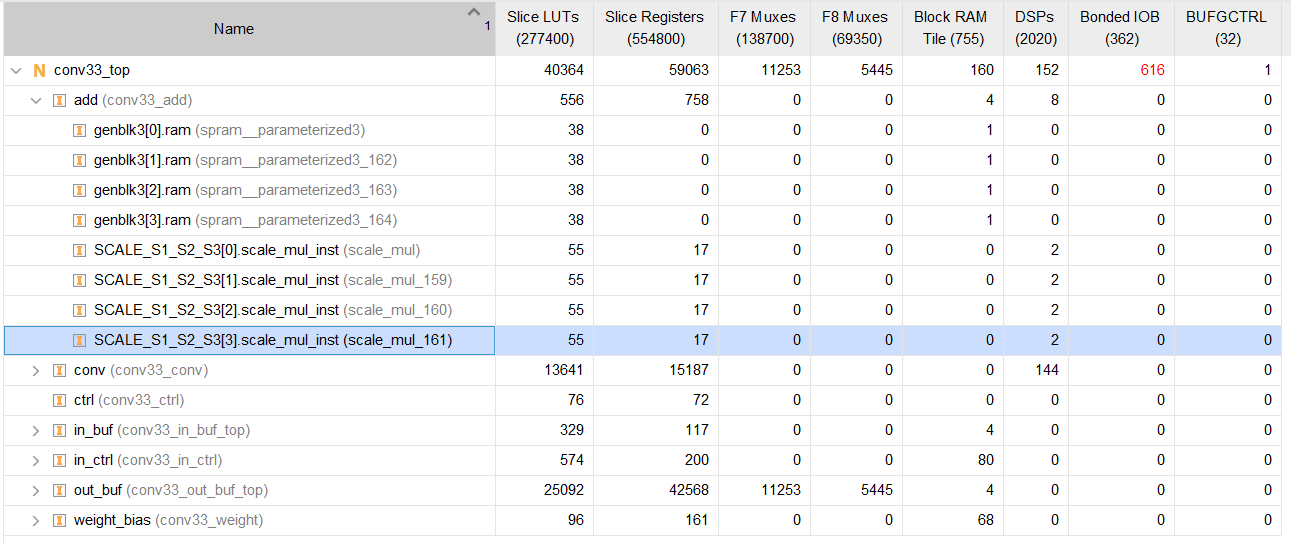 Name 1 Slice LUTs (277400) Slice Registers (554800) F7 Muxes (138700) F8 Muxes (69350) Block RAM Tile (755) DSPs (2020) Bonded IOB (362) BUFGCTRL (32)
N conv33_top 40364 59063 11253 5445 160 152 616 1
add (conv33_add) 556 758 0 0 4 8 0 0
genblk3[0].ram (spram__parameterized3) 38 0 0 0 1 0 0 0
genblk3[1].ram (spram__parameterized3_162) 38 0 0 0 1 0 0 0
genblk3[2].ram (spram__parameterized3_163) 38 0 0 0 1 0 0 0
genblk3[3].ram (spram__parameterized3_164) 38 0 0 0 1 0 0 0
SCALE_S1_S2_S3[0].scale_mul_inst (scale_mul) 55 17 0 0 0 2 0 0
SCALE_S1_S2_S3[1].scale_mul_inst (scale_mul_159) 55 17 0 0 0 2 0 0
SCALE_S1_S2_S3[2].scale_mul_inst (scale_mul_160) 55 17 0 0 0 2 0 0
SCALE_S1_S2_S3[3].scale_mul_inst (scale_mul_161) 55 17 0 0 0 2 0 0
conv (conv33_conv) 13641 15187 0 0 0 144 0 0
ctrl (conv33_ctrl) 76 72 0 0 0 0 0 0
in_buf (conv33_in_buf_top) 329 117 0 0 4 0 0 0
in_ctrl (conv33_in_ctrl) 574 200 0 0 80 0 0 0
out_buf (conv33_out_buf_top) 25092 42568 11253 5445 4 0 0 0
weight_bias (conv33_weight) 96 161 0 0 68 0 0 0